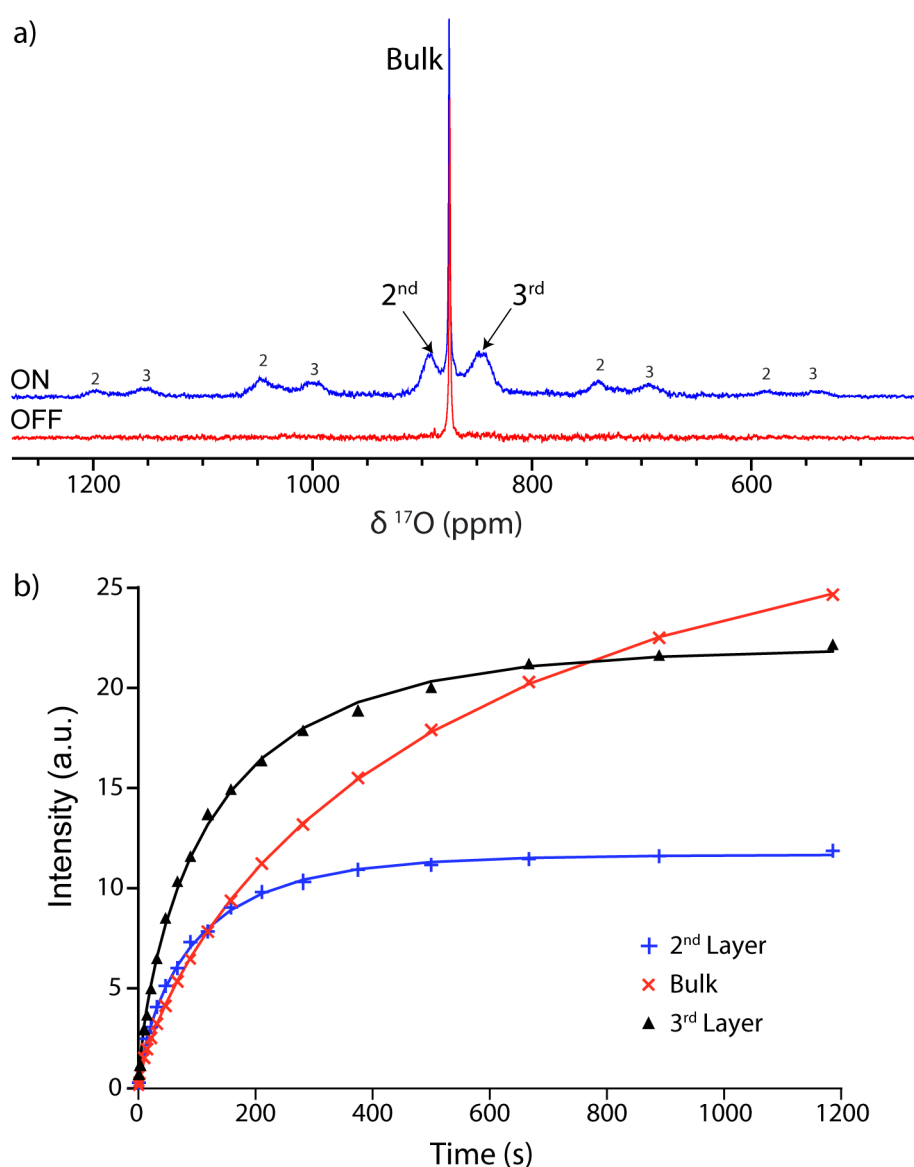 a)
Bulk
2nd 3rd
2 3 2 3 2 3 2 3
ON
OFF
1200 1000 800 600
δ 17O (ppm)
b)
25
20
15
10
5
0
Intensity (a.u.)
2nd Layer
Bulk
3rd Layer
0 200 400 600 800 1000 1200
Time (s)